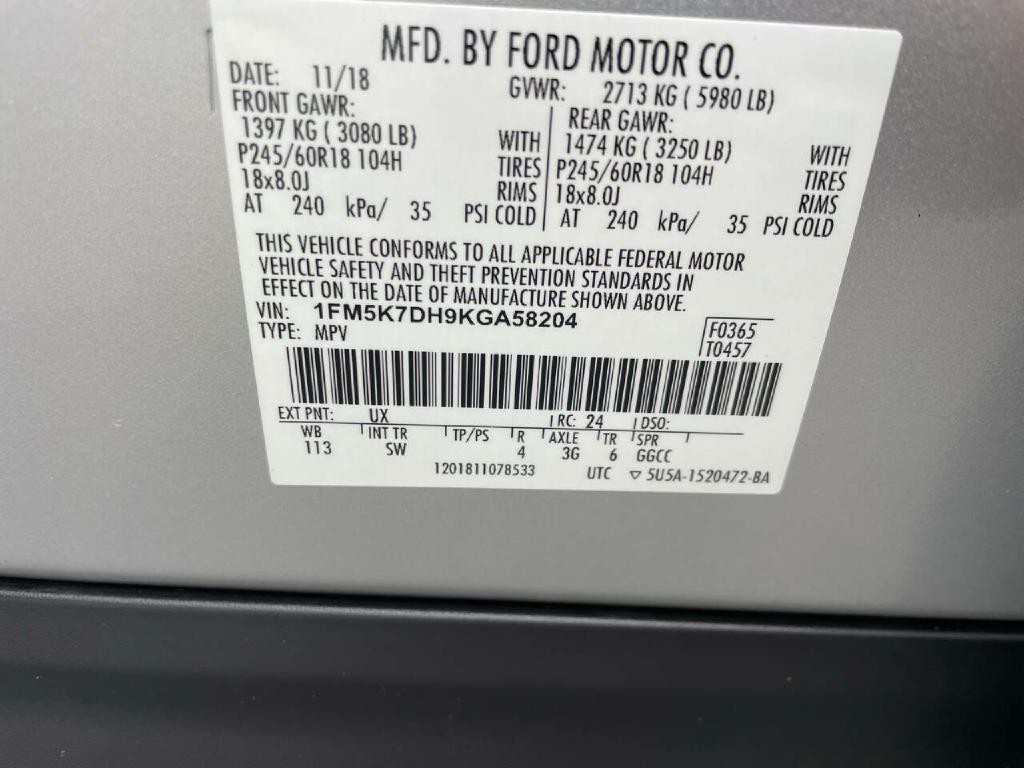 MFD. BY FORD MOTOR CO.
DATE: 11/18 GVWR: 2713 KG ( 5980 LB)
FRONT GAWR: REAR GAWR:
1397 KG ( 3080 LB) WITH 1474 KG ( 3250 LB) WITH
P245/60R18 104H TIRES P245/60R18 104H TIRES
18x8.0J RIMS 18x8.0J RIMS
AT 240 kPa/ 35 PSI COLD AT 240 kPa/ 35 PSI COLD
THIS VEHICLE CONFORMS TO ALL APPLICABLE FEDERAL MOTOR
VEHICLE SAFETY AND THEFT PREVENTION STANDARDS IN
EFFECT ON THE DATE OF MANUFACTURE SHOWN ABOVE.
VIN: 1FM5K7DH9KGA58204 F0365
TYPE: MPV T0457
EXT PNT: UX RC: 24 DSO:
WB INT TR TP/PS R AXLE TR SPR
113 SW 4 3G 6 GGCC
1201811078533 UTC ▽ 5U5A-1520472-BA